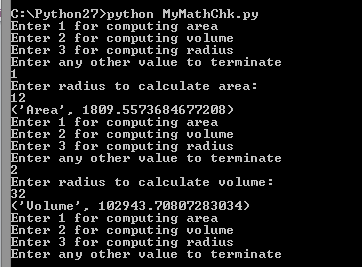 C:\Python27>python MyMathChk.py
Enter 1 for computing area
Enter 2 for computing volume
Enter 3 for computing radius
Enter any other value to terminate
1
Enter radius to calculate area:
12
('Area', 1809.5573684677208)
Enter 1 for computing area
Enter 2 for computing volume
Enter 3 for computing radius
Enter any other value to terminate
2
Enter radius to calculate volume:
32
('Volume', 102943.70807283034)
Enter 1 for computing area
Enter 2 for computing volume
Enter 3 for computing radius
Enter any other value to terminate